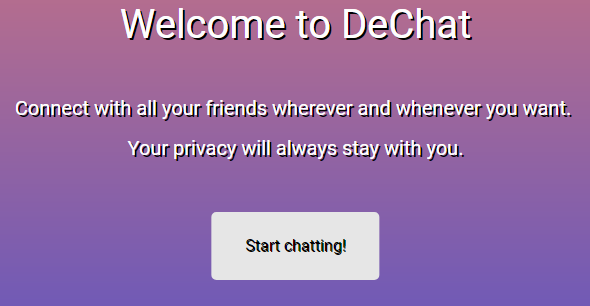 Welcome to DeChat
Connect with all your friends wherever and whenever you want.
Your privacy will always stay with you.
Start chatting!